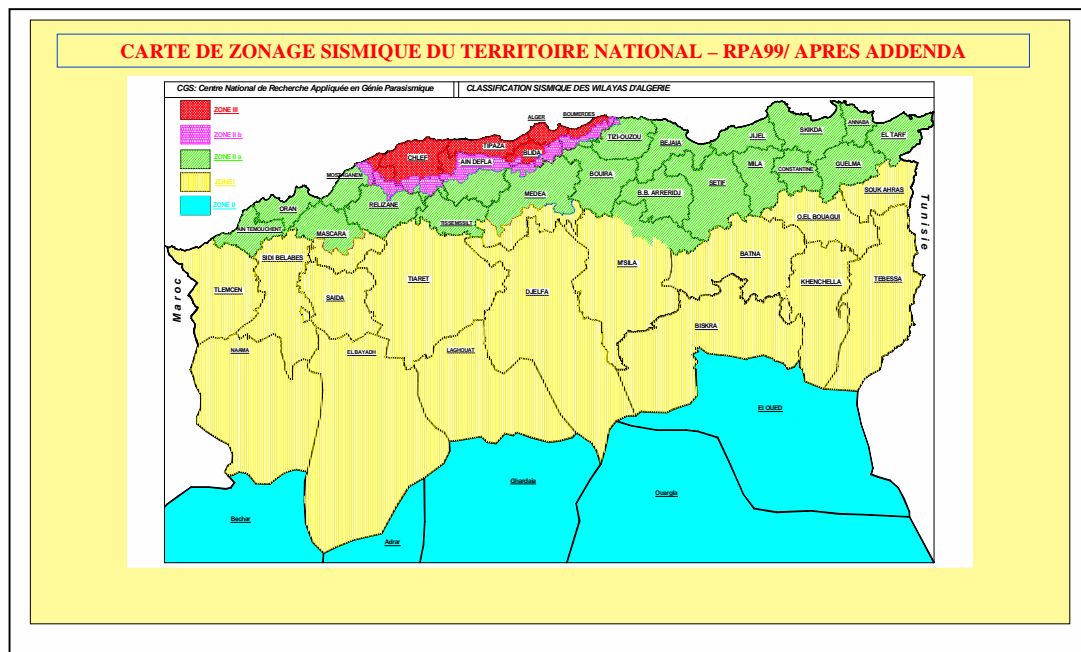 CARTE DE ZONAGE SISMIQUE DU TERRITOIRE NATIONAL – RPA99/ APRES ADDENDA
CGS: Centre National de Recherche Appliquée en Génie Parasismique
CLASSIFICATION SISMIQUE DES WILAYAS D'ALGERIE
ZONE III
ZONE II b
ZONE II a
ZONE I
ZONE 0
ALGER
BOUMERDES
TIPAZA
BLIDA
CHLEF
AIN DEFLA
TIZI-OUZOU
BEJAIA
JIJEL
SKIKDA
ANNABA
EL TARF
MOSTAGANEM
RELIZANE
MEDEA
BOUIRA
B.B. ARRERIDJ
SETIF
MILA
CONSTANTINE
GUELMA
SOUK AHRAS
ORAN
AIN TEMOUCHENT
MASCARA
TISSEMSSILT
O.EL BOUAGUI
SIDI BELABES
TLEMCEN
SAIDA
TIARET
DJELFA
M'SILA
BATNA
KHENCHELLA
TEBESSA
BISKRA
NAAMA
EL BAYADH
LAGHOUAT
Maroc
Tunisie
El OUED
Ghardaia
Ouargla
Bechar
Adrar